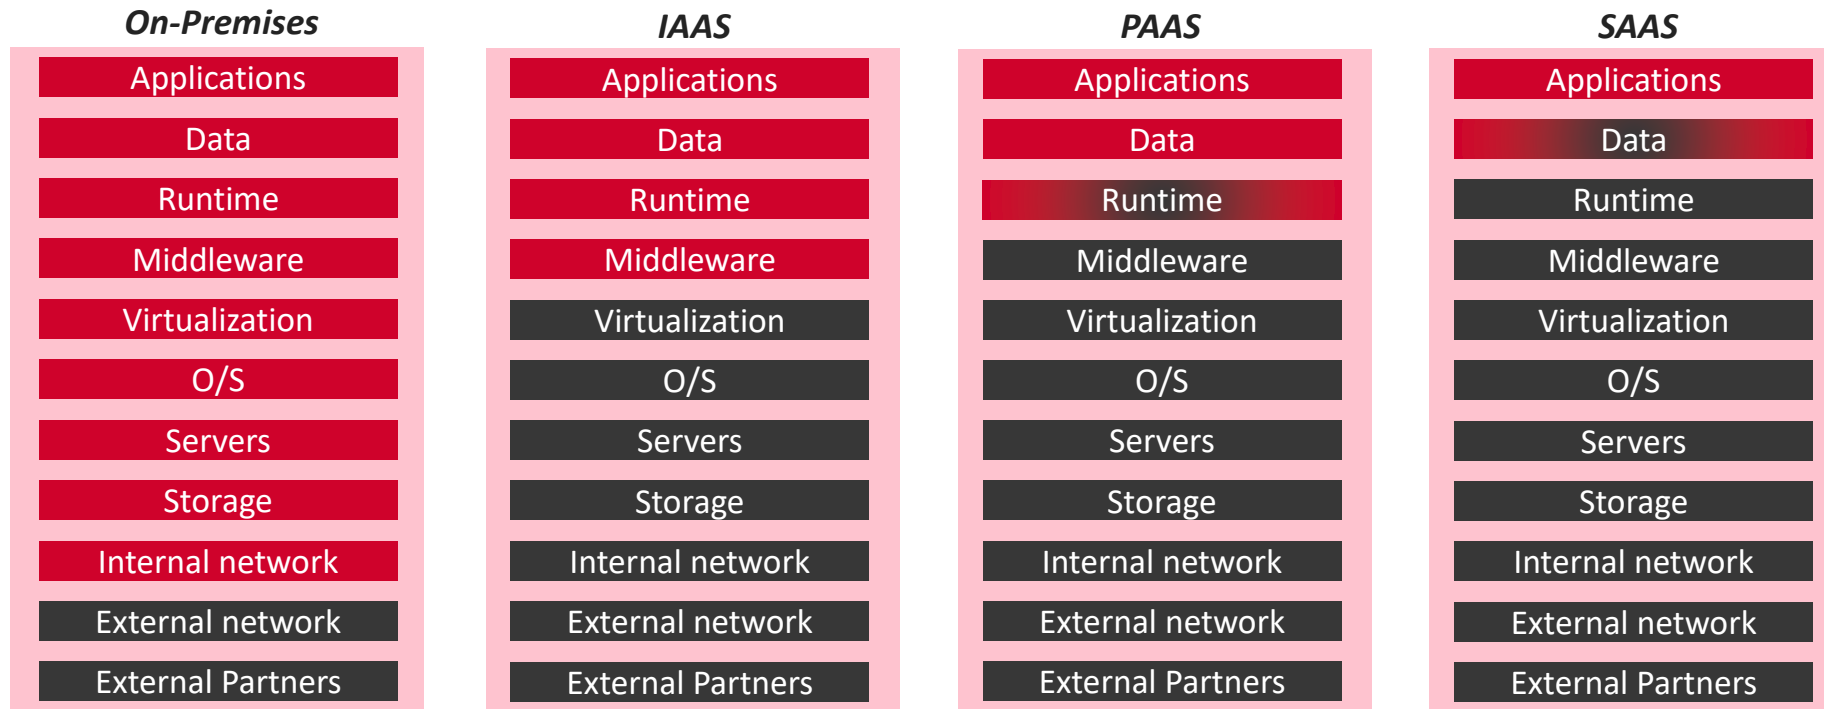 On-Premises
Applications
Data
Runtime
Middleware
Virtualization
O/S
Servers
Storage
Internal network
External network
External Partners
IAAS
Applications
Data
Runtime
Middleware
Virtualization
O/S
Servers
Storage
Internal network
External network
External Partners
PAAS
Applications
Data
Runtime
Middleware
Virtualization
O/S
Servers
Storage
Internal network
External network
External Partners
SAAS
Applications
Data
Runtime
Middleware
Virtualization
O/S
Servers
Storage
Internal network
External network
External Partners